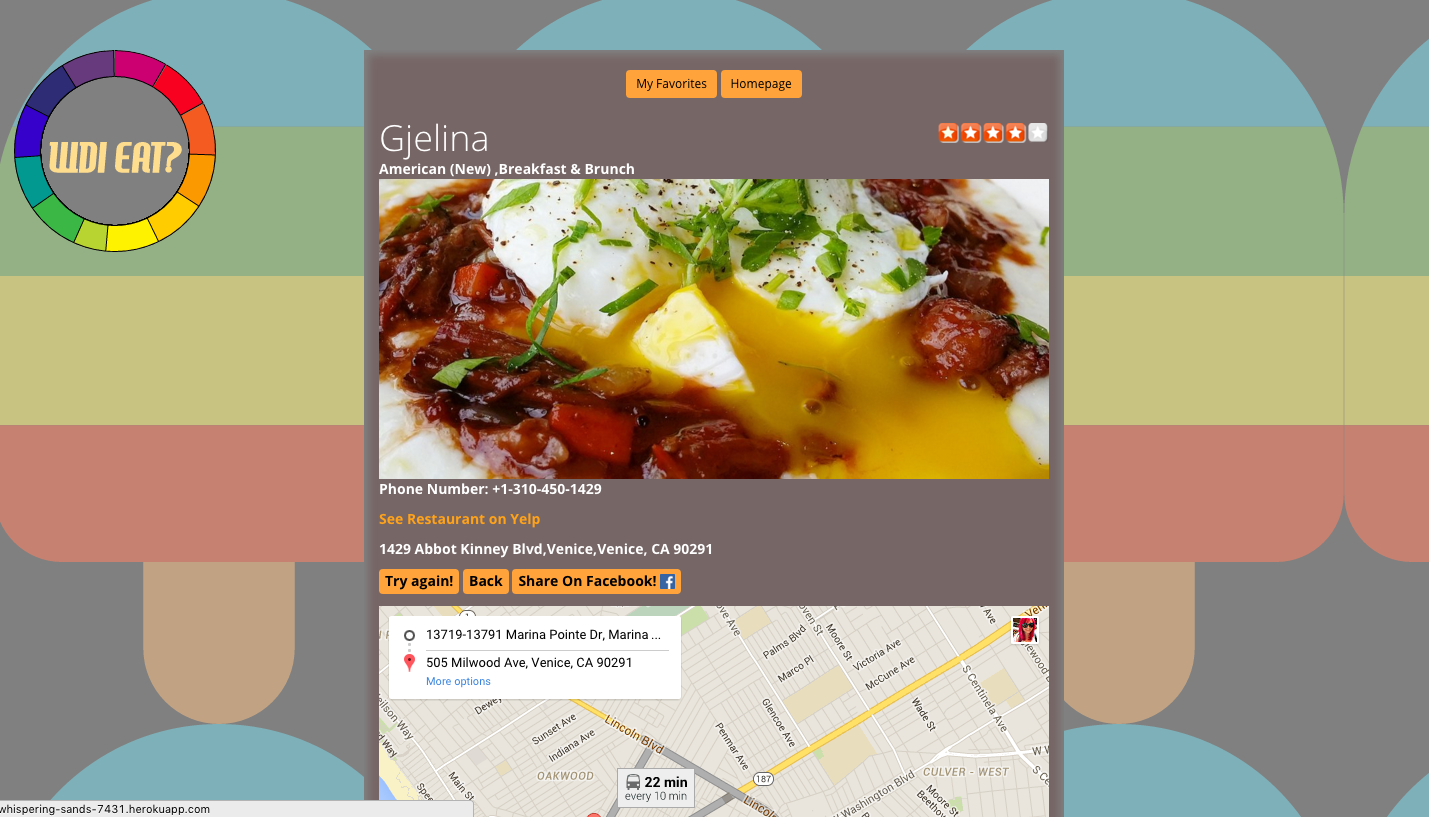 WDI EAT?
My Favorites Homepage
Gjelina
American (New) ,Breakfast & Brunch
Phone Number: +1-310-450-1429
See Restaurant on Yelp
1429 Abbot Kinney Blvd,Venice,Venice, CA 90291
Try again! Back Share On Facebook!
13719-13791 Marina Pointe Dr, Marina ...
505 Milwood Ave, Venice, CA 90291
More options
Palms Blvd
Marco Pl
Moore St
Victoria Ave
McCune Ave
S Centinela Ave
Wade St
Glencoe Ave
Penmar Ave
Lincoln Blvd
Sunset Ave
Indiana Ave
OAKWOOD
Main St
187
CULVER - WEST
Washington Blvd
Moore St
22 min
every 10 min
whispering-sands-7431.herokuapp.com